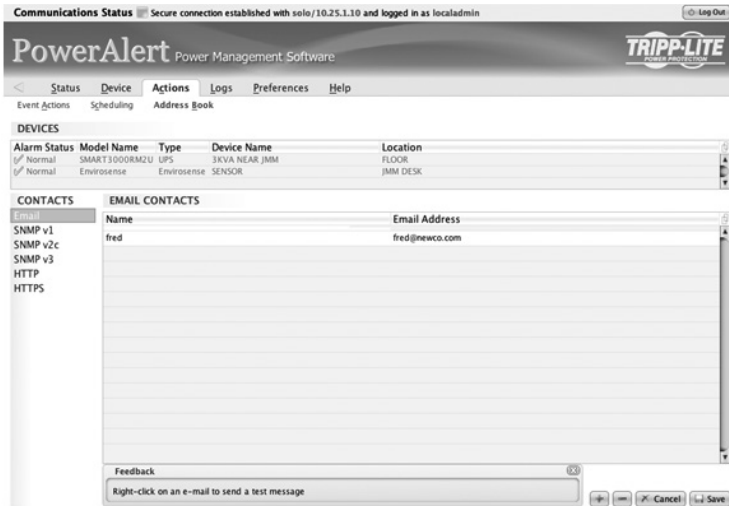 Communications Status Secure connection established with solo/10.25.1.10 and logged in as localadmin Log Out
PowerAlert Power Management Software
TRIPP·LITE
POWER PROTECTION
Status Device Actions Logs Preferences Help
Event Actions Scheduling Address Book
DEVICES
Alarm Status Model Name Type Device Name Location
Normal SMART3000RM2U UPS 3KVA NEAR JMM FLOOR
Normal Envirosense Envirosense SENSOR JMM DESK
CONTACTS EMAIL CONTACTS
Email Name Email Address
SNMP v1
fred fred@newco.com
SNMP v2c
SNMP v3
HTTP
HTTPS
Feedback
Right-click on an e-mail to send a test message
+ − Cancel Save